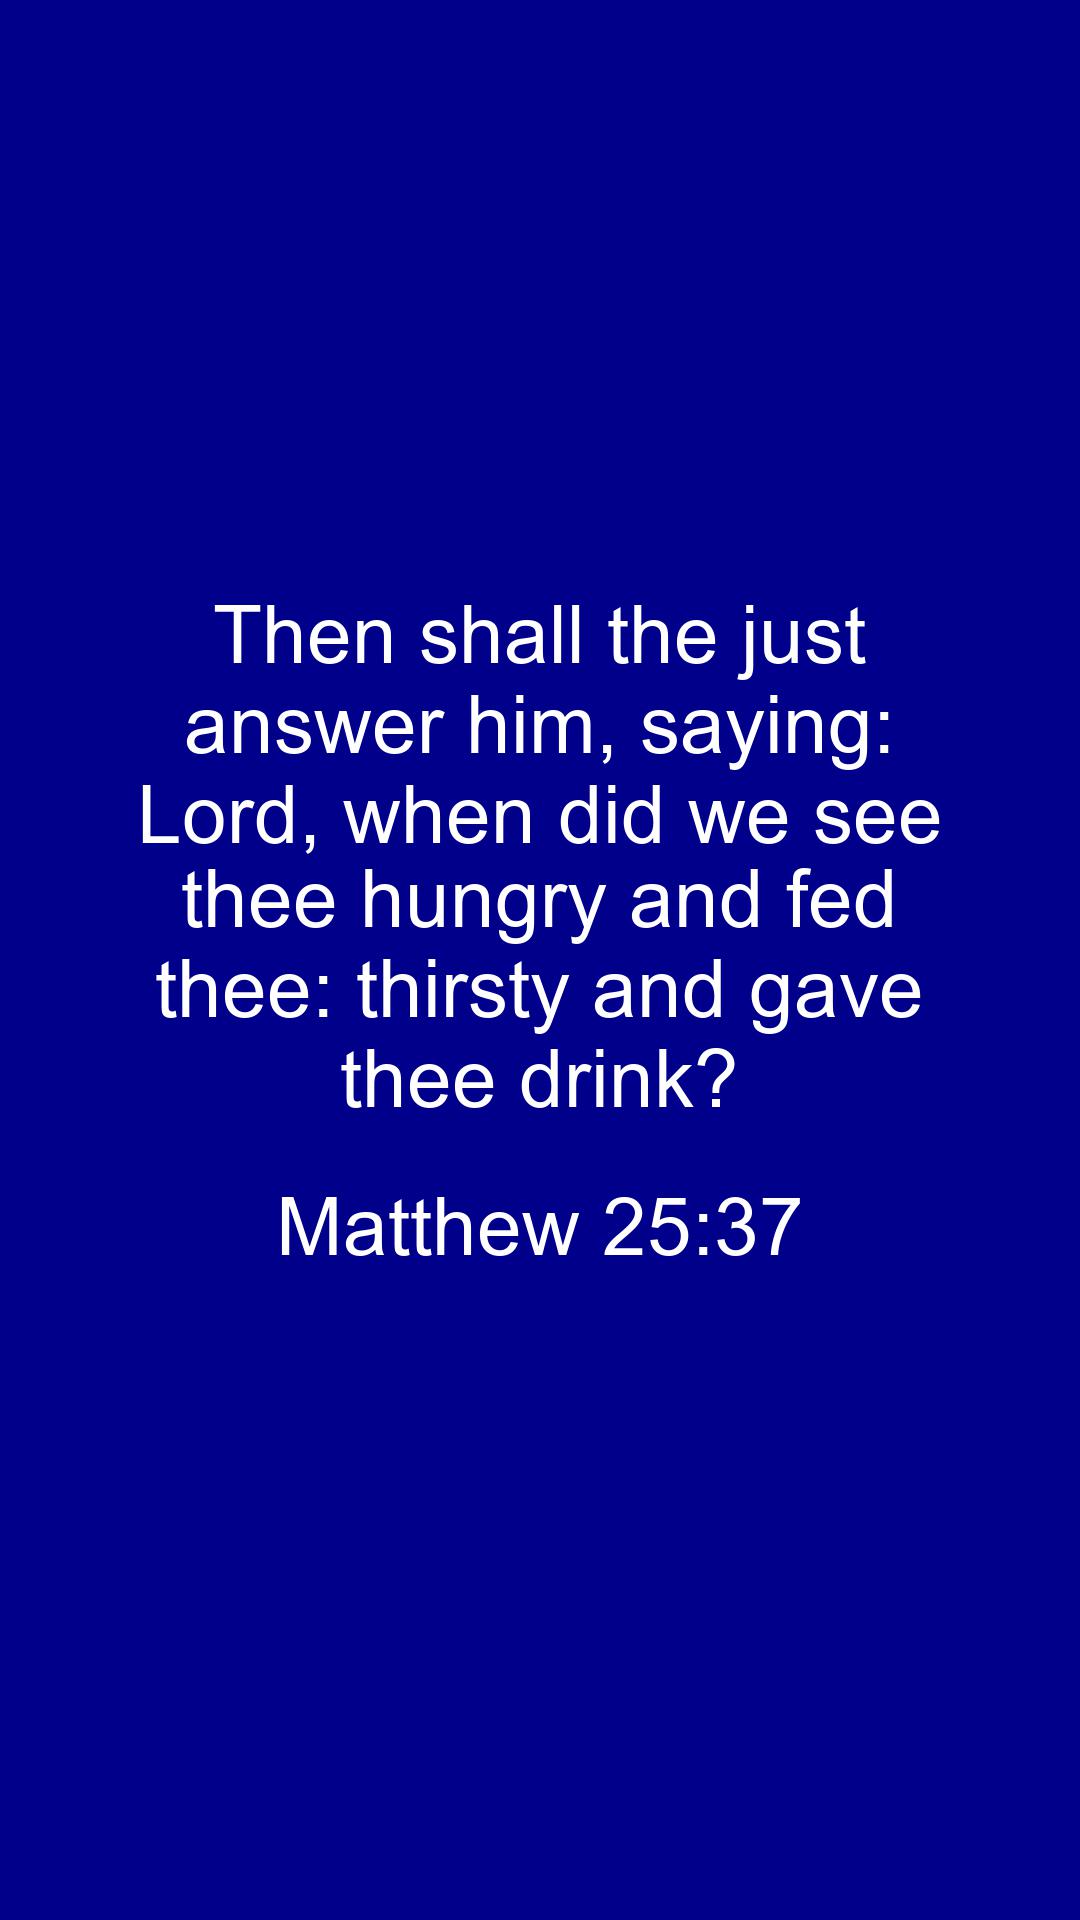 Then shall the just
answer him, saying:
Lord, when did we see
thee hungry and fed
thee: thirsty and gave
thee drink?
Matthew 25:37